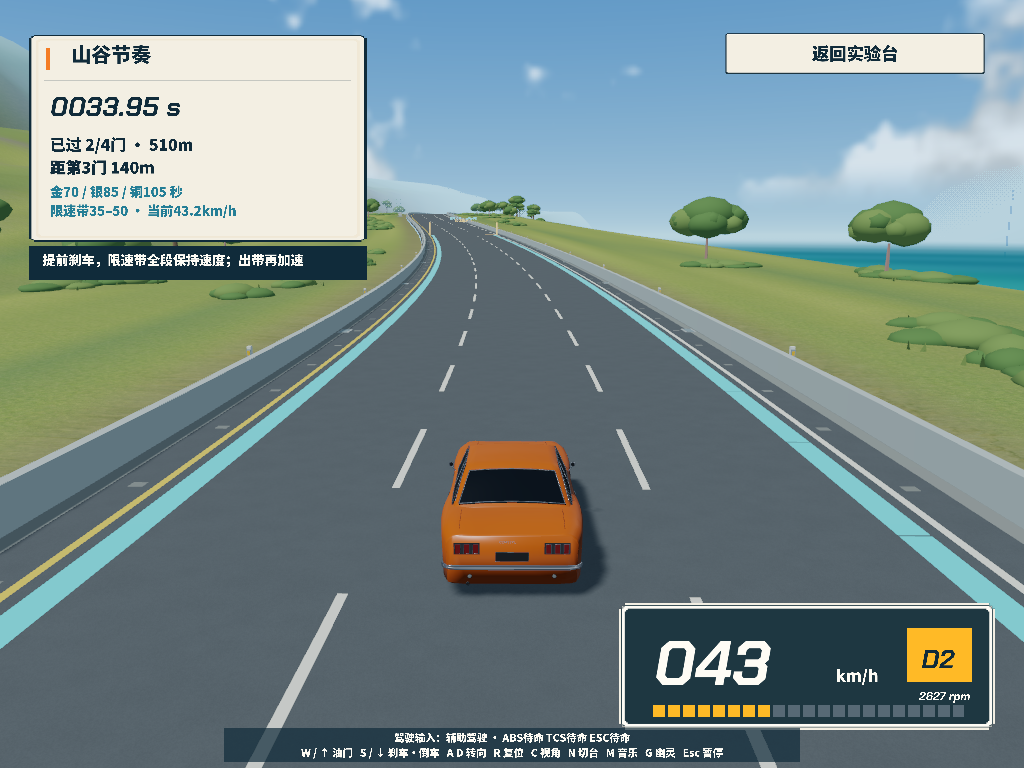 山谷节奏
0033.95 s
已过 2/4门 · 510m
距第3门 140m
金70 / 银85 / 铜105 秒
限速带35–50 · 当前43.2km/h
提前刹车，限速带全段保持速度；出带再加速
返回实验台
043 km/h D2
2627 rpm
驾驶输入：辅助驾驶 · ABS待命 TCS待命 ESC待命
W / ↑ 油门 S / ↓ 刹车·倒车 A D 转向 R 复位 C 视角 N 切台 M 音乐 G 幽灵 Esc 暂停